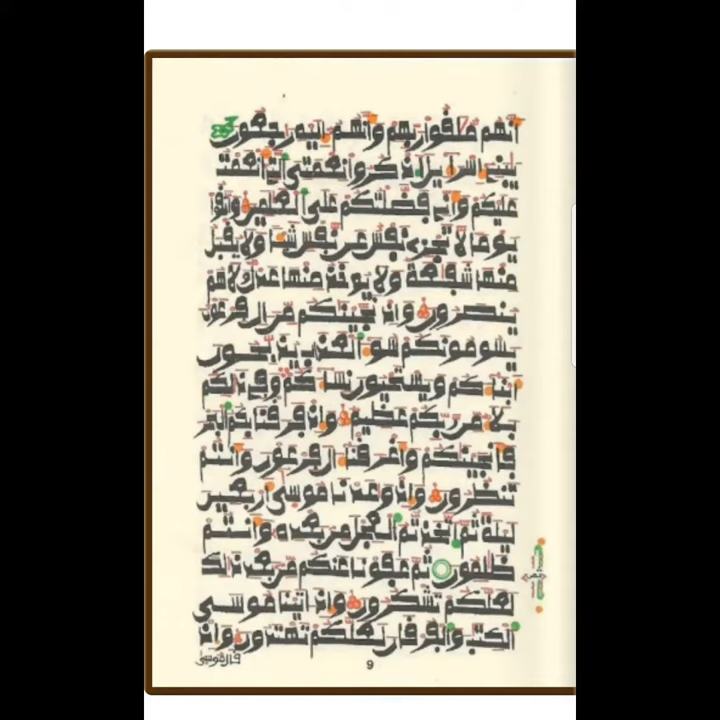 أنهم ملقوا ربهم وأنهم إليه رجعون
يبني إسرءيل اذكروا نعمتي التي أنعمت
عليكم وأني فضلتكم على العلمين واتقوا
يوما لا تجزي نفس عن نفس شيئا ولا يقبل
منها شفعة ولا يوخذ منها عدل ولا هم
ينصرون وإذ نجينكم من ال فرعون
يسومونكم سوء العذاب يذبحون
أبناءكم ويستحيون نساءكم وفي ذلكم
بلاء من ربكم عظيم وإذ فرقنا بكم البحر
فأنجينكم وأغرقنا ءال فرعون وأنتم
تنظرون وإذ وعدنا موسى أربعين
ليلة ثم اتخذتم العجل من بعده وأنتم
ظلمون ثم عفونا عنكم من بعد ذلك
لعلكم تشكرون وإذ ءاتينا موسى
الكتب والفرقان لعلكم تهتدون وإذ
قال موسى
9